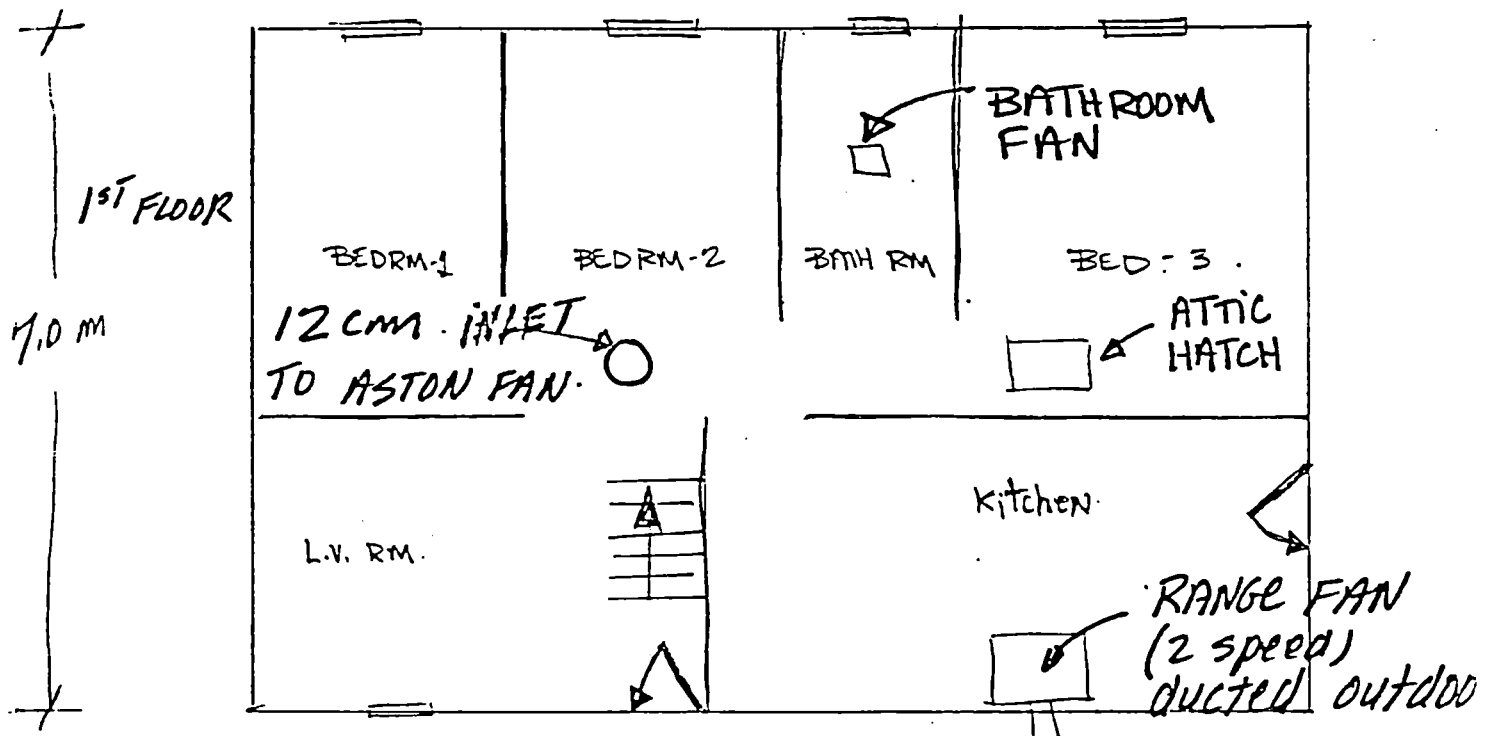 BATHROOM
FAN
1ST FLOOR
BEDRM-1
BEDRM-2
BATH RM
BED-3.
12 cm. INLET
TO ASTON FAN.
ATTIC
HATCH
7.0 m
Kitchen.
L.V. RM.
RANGE FAN
(2 speed)
ducted outdoo